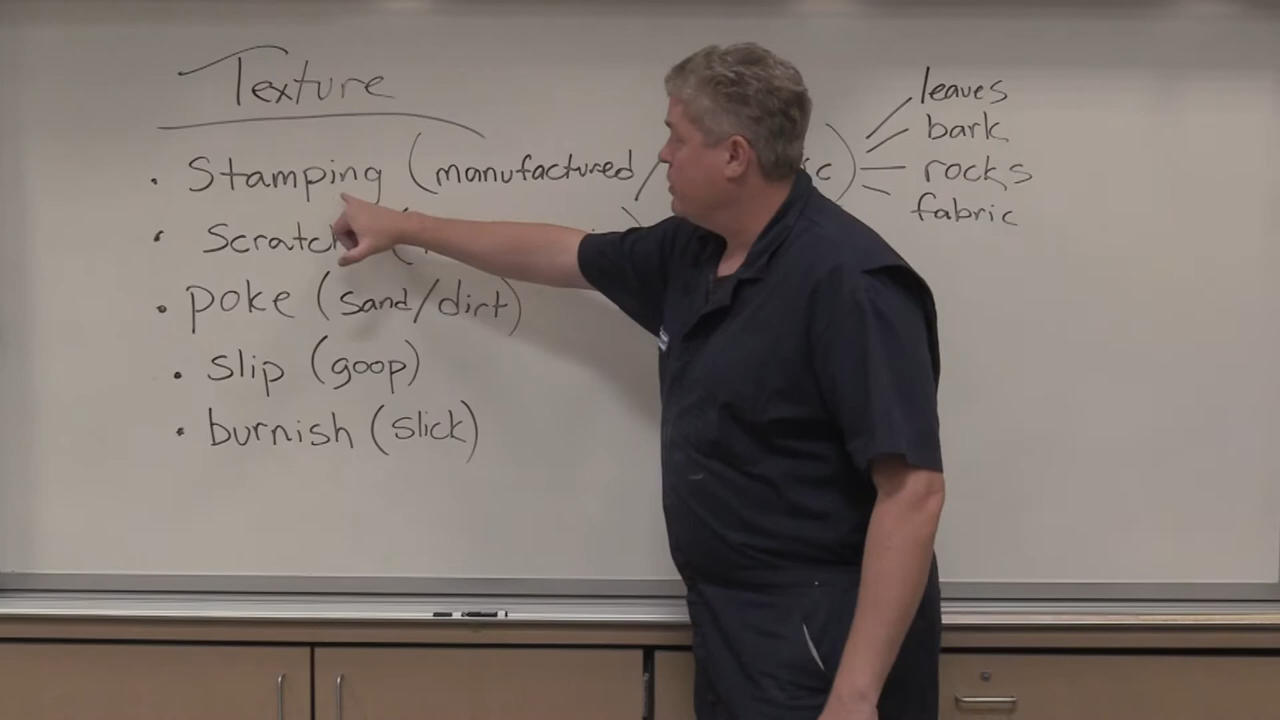 Texture
• Stamping (manufactured /
leaves
bark
rocks
fabric
• Scratch
• poke (sand/dirt)
• slip (goop)
• burnish (slick)